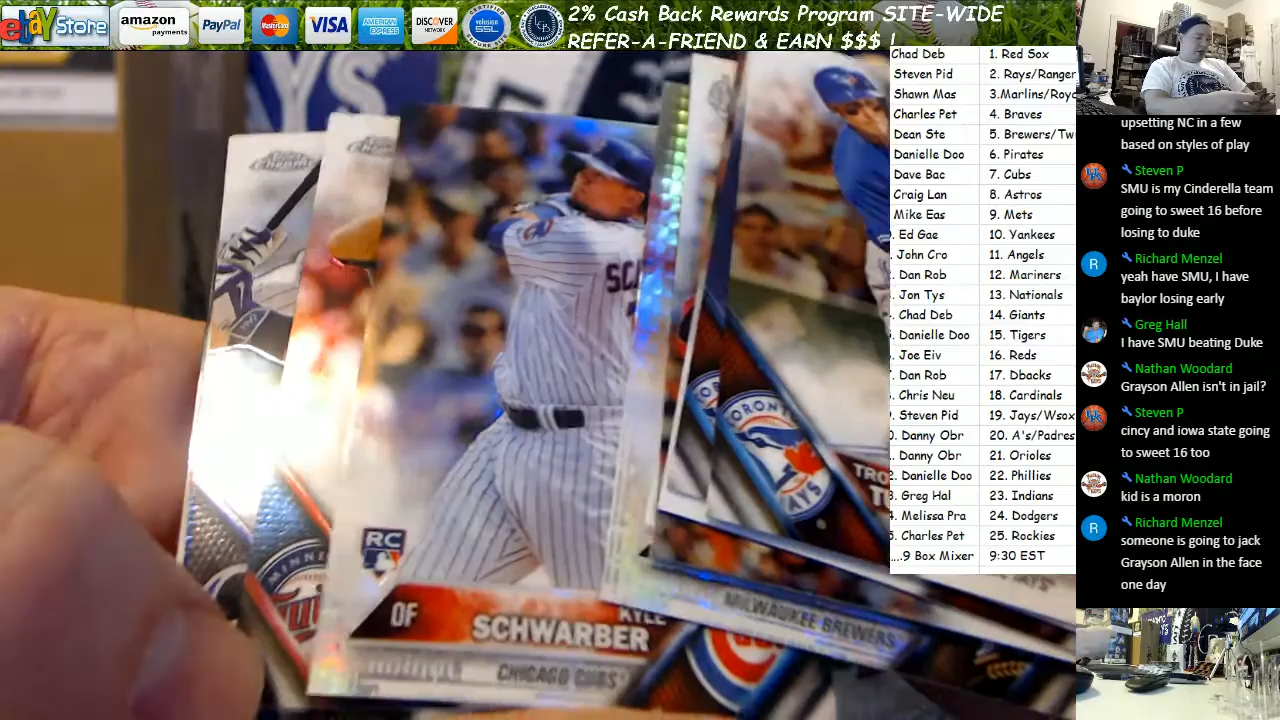 ebay Store
amazon payments
PayPal
MasterCard
VISA
AMERICAN EXPRESS
DISCOVER NETWORK
2% Cash Back Rewards Program SITE-WIDE
REFER-A-FRIEND & EARN $$$ !
Chad Deb 1. Red Sox
Steven Pid 2. Rays/Ranger
Shawn Mas 3.Marlins/Roya
Charles Pet 4. Braves
Dean Ste 5. Brewers/Tw
Danielle Doo 6. Pirates
Dave Bac 7. Cubs
Craig Lan 8. Astros
Mike Eas 9. Mets
. Ed Gae 10. Yankees
. John Cro 11. Angels
. Dan Rob 12. Mariners
. Jon Tys 13. Nationals
. Chad Deb 14. Giants
. Danielle Doo 15. Tigers
. Joe Eiv 16. Reds
. Dan Rob 17. Dbacks
. Chris Neu 18. Cardinals
. Steven Pid 19. Jays/Wsox
. Danny Obr 20. A's/Padres
. Danny Obr 21. Orioles
. Danielle Doo 22. Phillies
. Greg Hal 23. Indians
. Melissa Pra 24. Dodgers
. Charles Pet 25. Rockies
....9 Box Mixer 9:30 EST
upsetting NC in a few
based on styles of play
Steven P
SMU is my Cinderella team
going to sweet 16 before
losing to duke
Richard Menzel
yeah have SMU, I have
baylor losing early
Greg Hall
I have SMU beating Duke
Nathan Woodard
Grayson Allen isn't in jail?
Steven P
cincy and iowa state going
to sweet 16 too
Nathan Woodard
kid is a moron
Richard Menzel
someone is going to jack
Grayson Allen in the face
one day
RC
OF
KYLE
SCHWARBER
CHICAGO CUBS
MILWAUKEE BREWERS